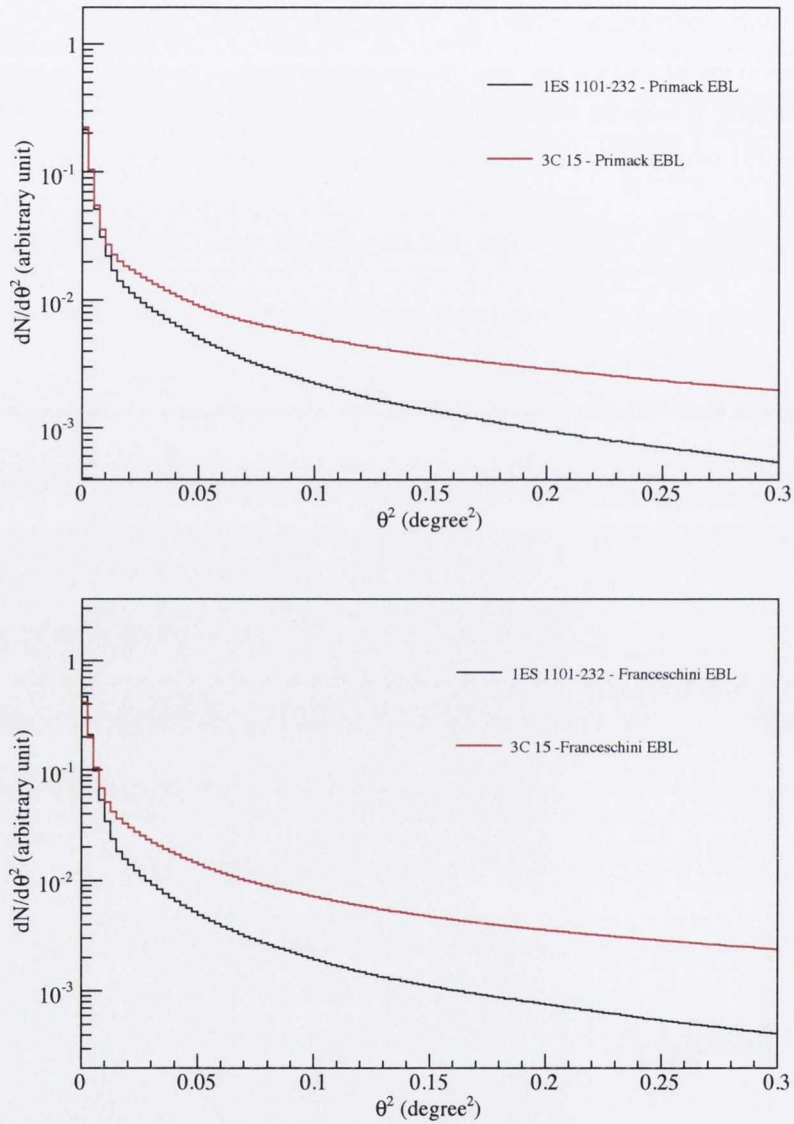 1
10⁻¹
10⁻²
10⁻³
dN/dθ² (arbitrary unit)
1ES 1101-232 - Primack EBL
3C 15 - Primack EBL
0 0.05 0.1 0.15 0.2 0.25 0.3
θ² (degree²)
1
10⁻¹
10⁻²
10⁻³
dN/dθ² (arbitrary unit)
1ES 1101-232 - Franceschini EBL
3C 15 -Franceschini EBL
0 0.05 0.1 0.15 0.2 0.25 0.3
θ² (degree²)